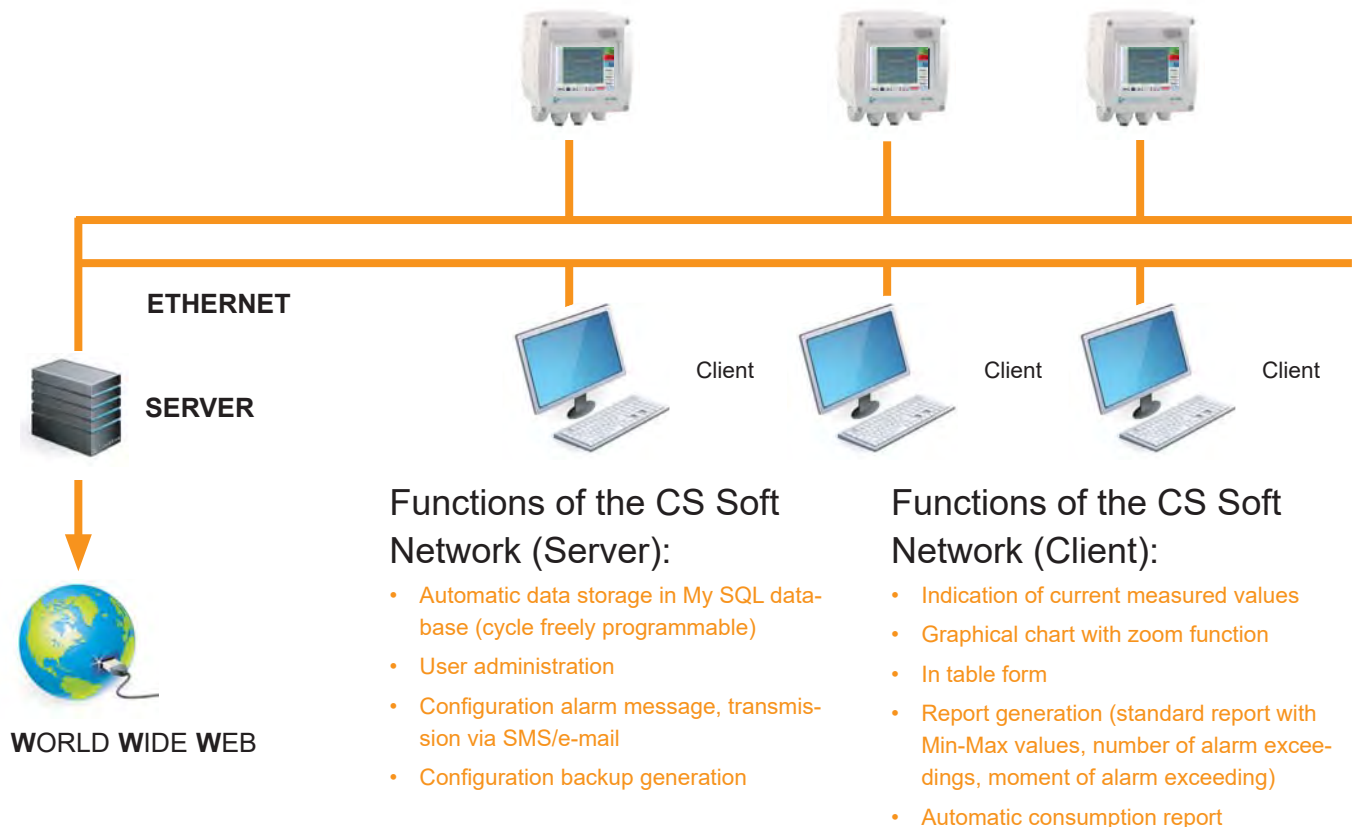 ETHERNET
SERVER
Client
Client
Client
WORLD WIDE WEB
Functions of the CS Soft
Network (Server):
• Automatic data storage in My SQL data-
base (cycle freely programmable)
• User administration
• Configuration alarm message, transmis-
sion via SMS/e-mail
• Configuration backup generation
Functions of the CS Soft
Network (Client):
• Indication of current measured values
• Graphical chart with zoom function
• In table form
• Report generation (standard report with
Min-Max values, number of alarm excee-
dings, moment of alarm exceeding)
• Automatic consumption report